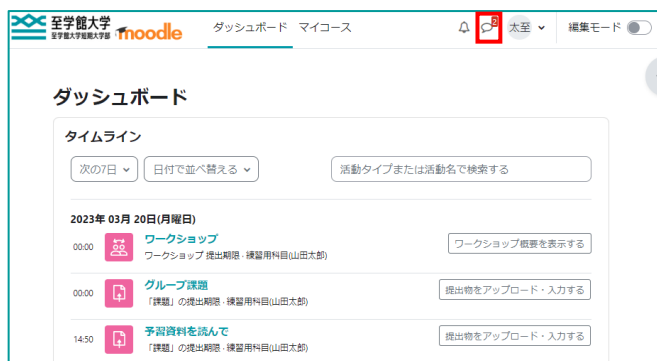 至学館大学
至学館大学短期大学部
moodle
ダッシュボード マイコース
2
太至
編集モード
ダッシュボード
タイムライン
次の7日
日付で並べ替える
活動タイプまたは活動名で検索する
2023年 03月 20日(月曜日)
00:00
ワークショップ
ワークショップ 提出期限 · 練習用科目(山田太郎)
ワークショップ概要を表示する
00:00
グループ課題
「課題」の提出期限 · 練習用科目(山田太郎)
提出物をアップロード・入力する
14:50
予習資料を読んで
「課題」の提出期限 · 練習用科目(山田太郎)
提出物をアップロード・入力する